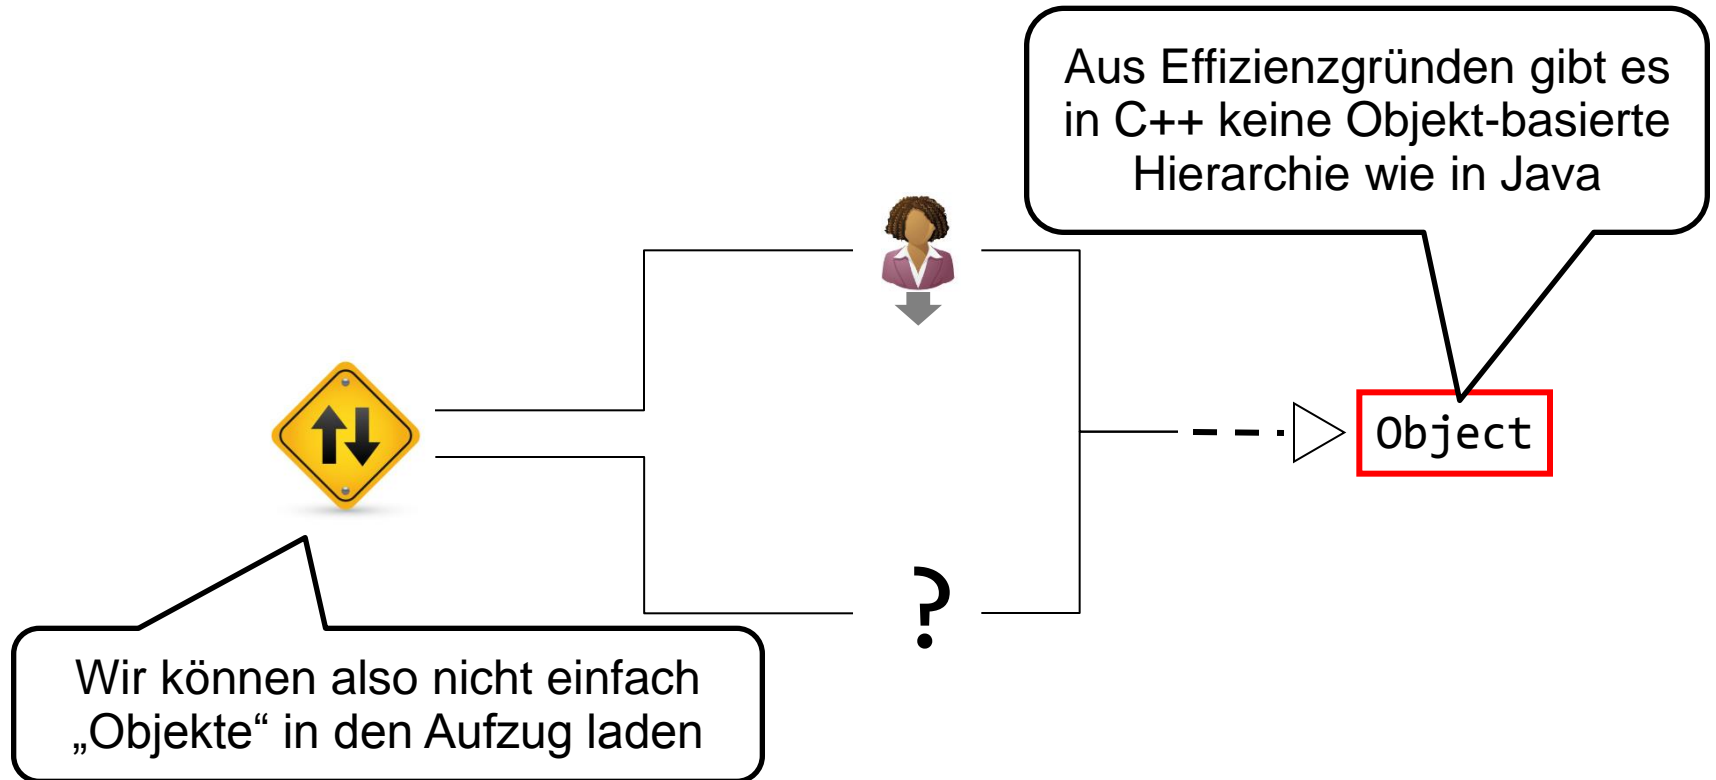 Aus Effizienzgründen gibt es
in C++ keine Objekt-basierte
Hierarchie wie in Java
Object
?
Wir können also nicht einfach
„Objekte“ in den Aufzug laden